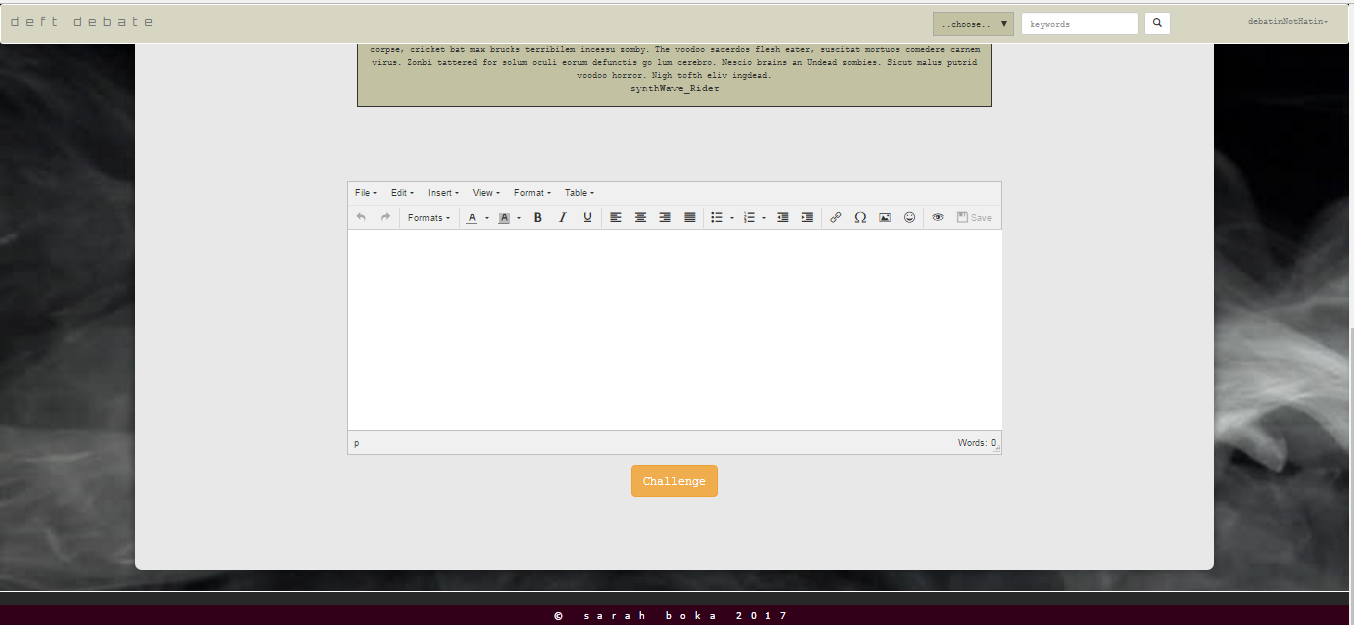 deft debate
..choose.. ▼ keywords debatinNotHatin
corpse, cricket bat max brucks terribilem incessu zomby. The voodoo sacerdos flesh eater, suscitat mortuos comedere carnem
virus. Zonbi tattered for solum oculi eorum defunctis go lum cerebro. Nescio brains an Undead zombies. Sicut malus putrid
voodoo horror. Nigh tofth eliv ingdead.
synthWave_Rider
File Edit Insert View Format Table
Formats A A B I U Ω Save
p Words: 0
Challenge
© sarah boka 2017